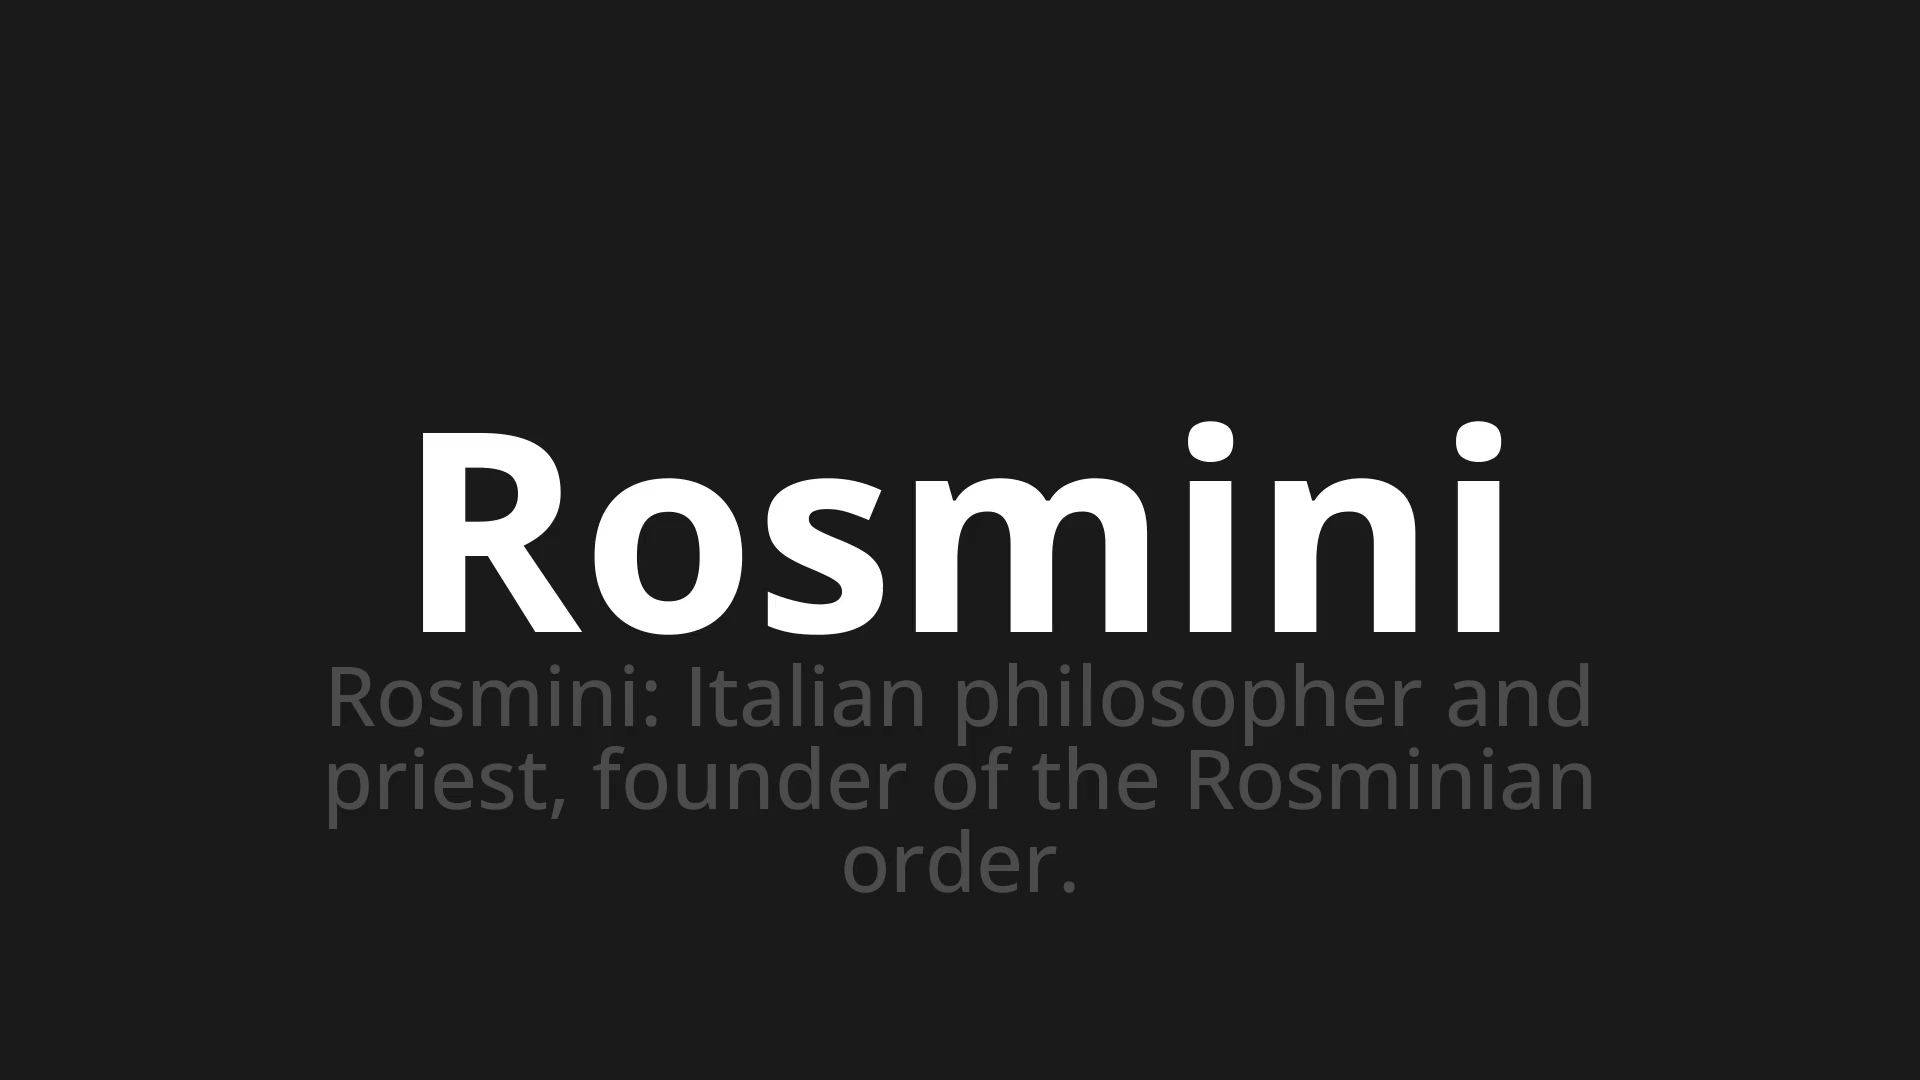 Rosmini
Rosmini: Italian philosopher and
priest, founder of the Rosminian
order.